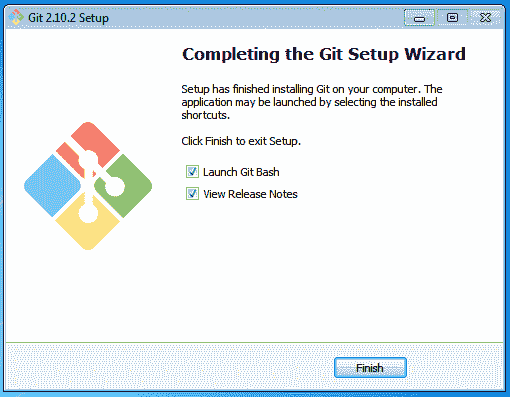 Git 2.10.2 Setup
Completing the Git Setup Wizard
Setup has finished installing Git on your computer. The
application may be launched by selecting the installed
shortcuts.
Click Finish to exit Setup.
Launch Git Bash
View Release Notes
Finish